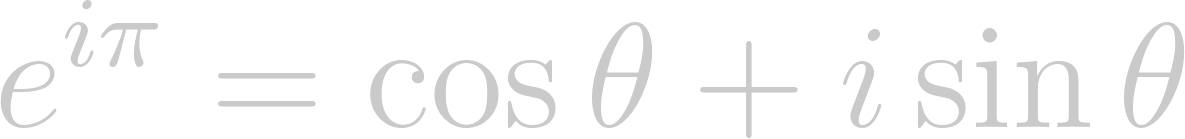 e^{iπ} = cos θ + i sin θ